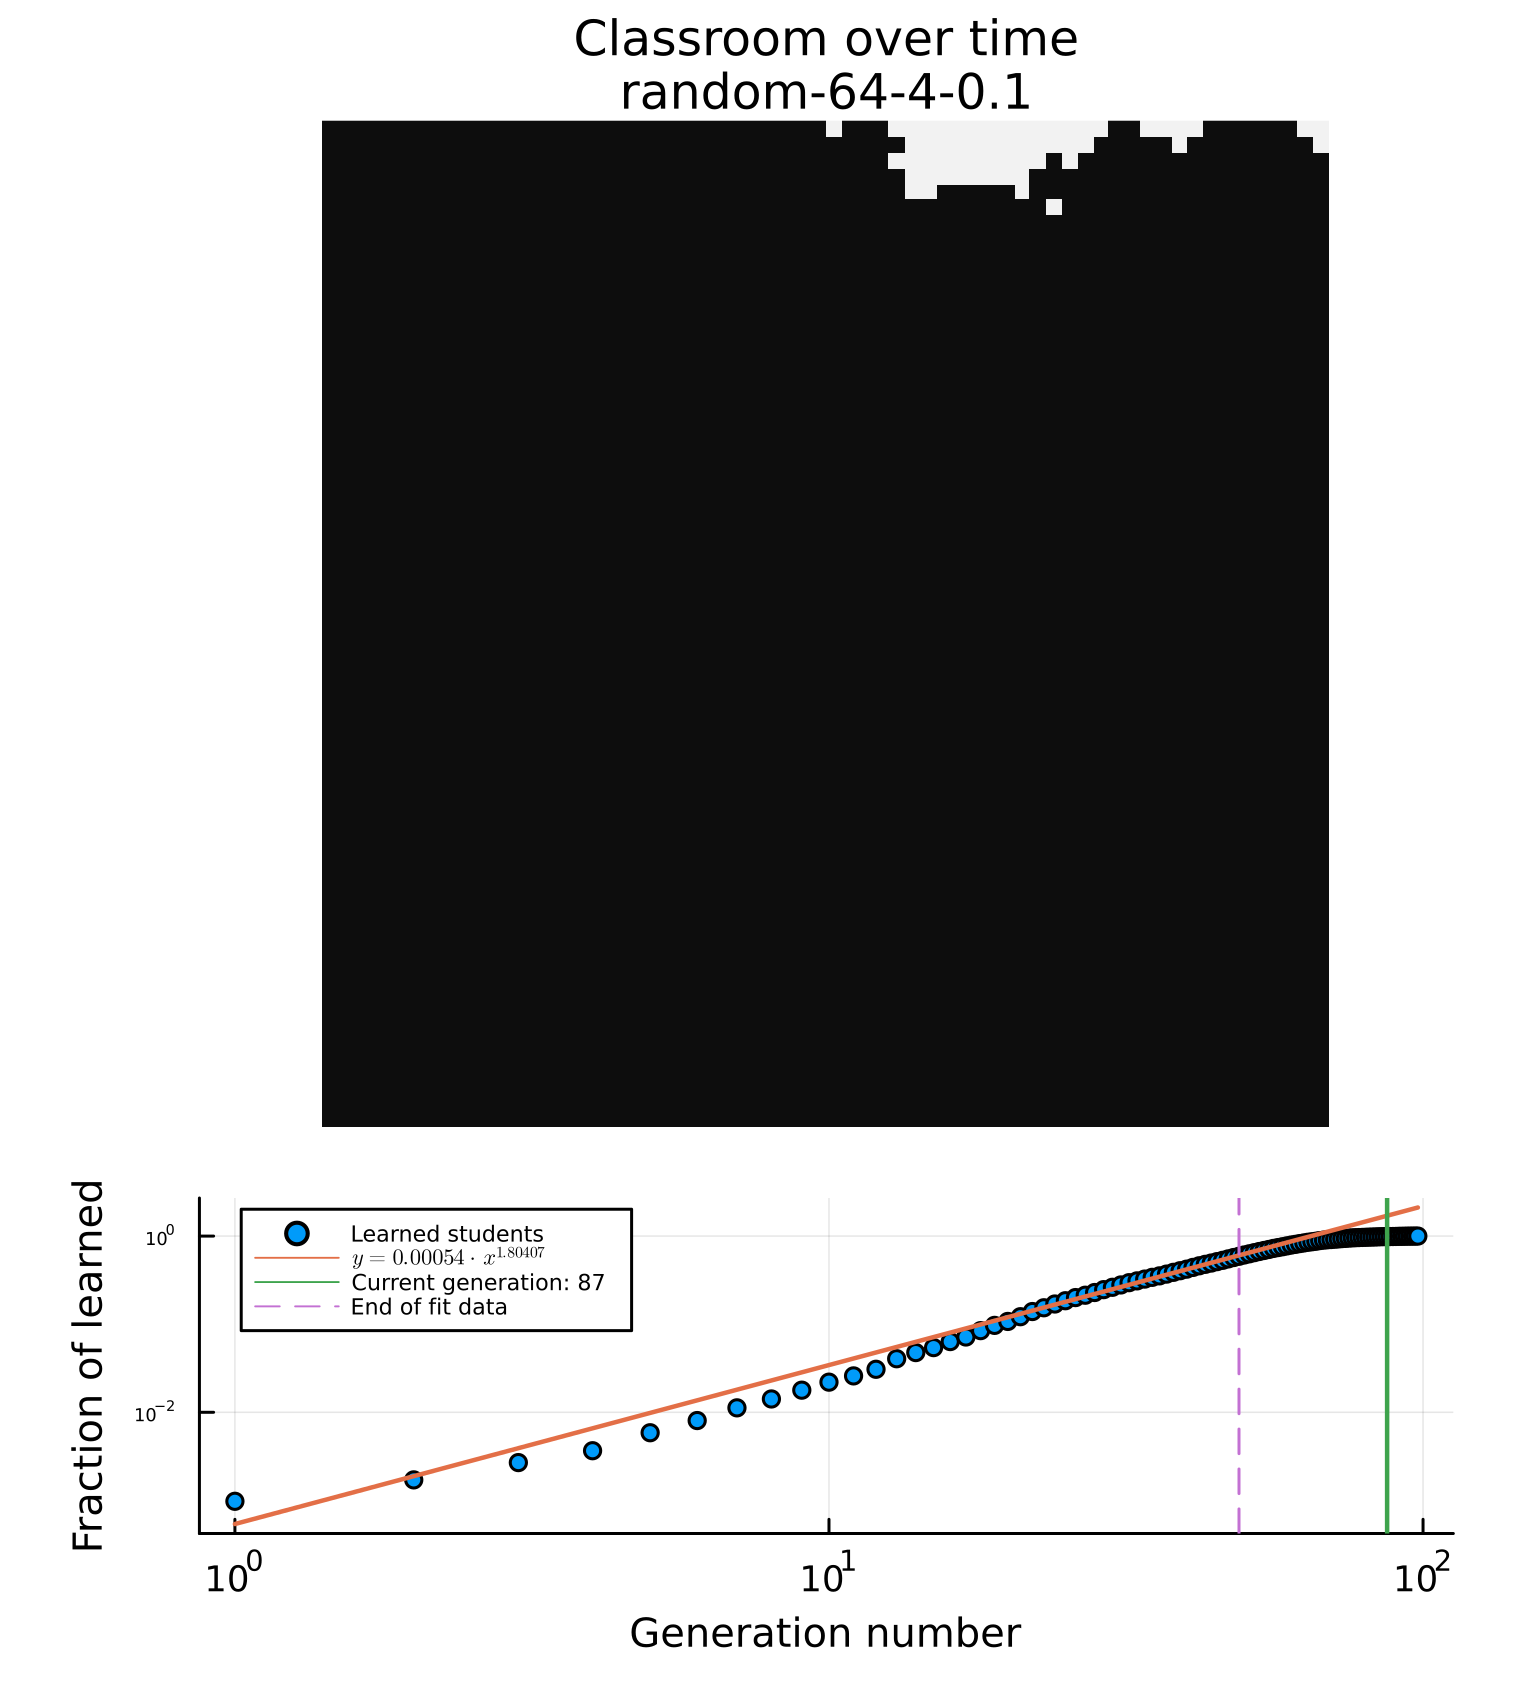 Classroom over time
random-64-4-0.1
Fraction of learned
10⁰
10⁻²
Learned students
y = 0.00054 · x^1.80407
Current generation: 87
End of fit data
10⁰ 10¹ 10²
Generation number